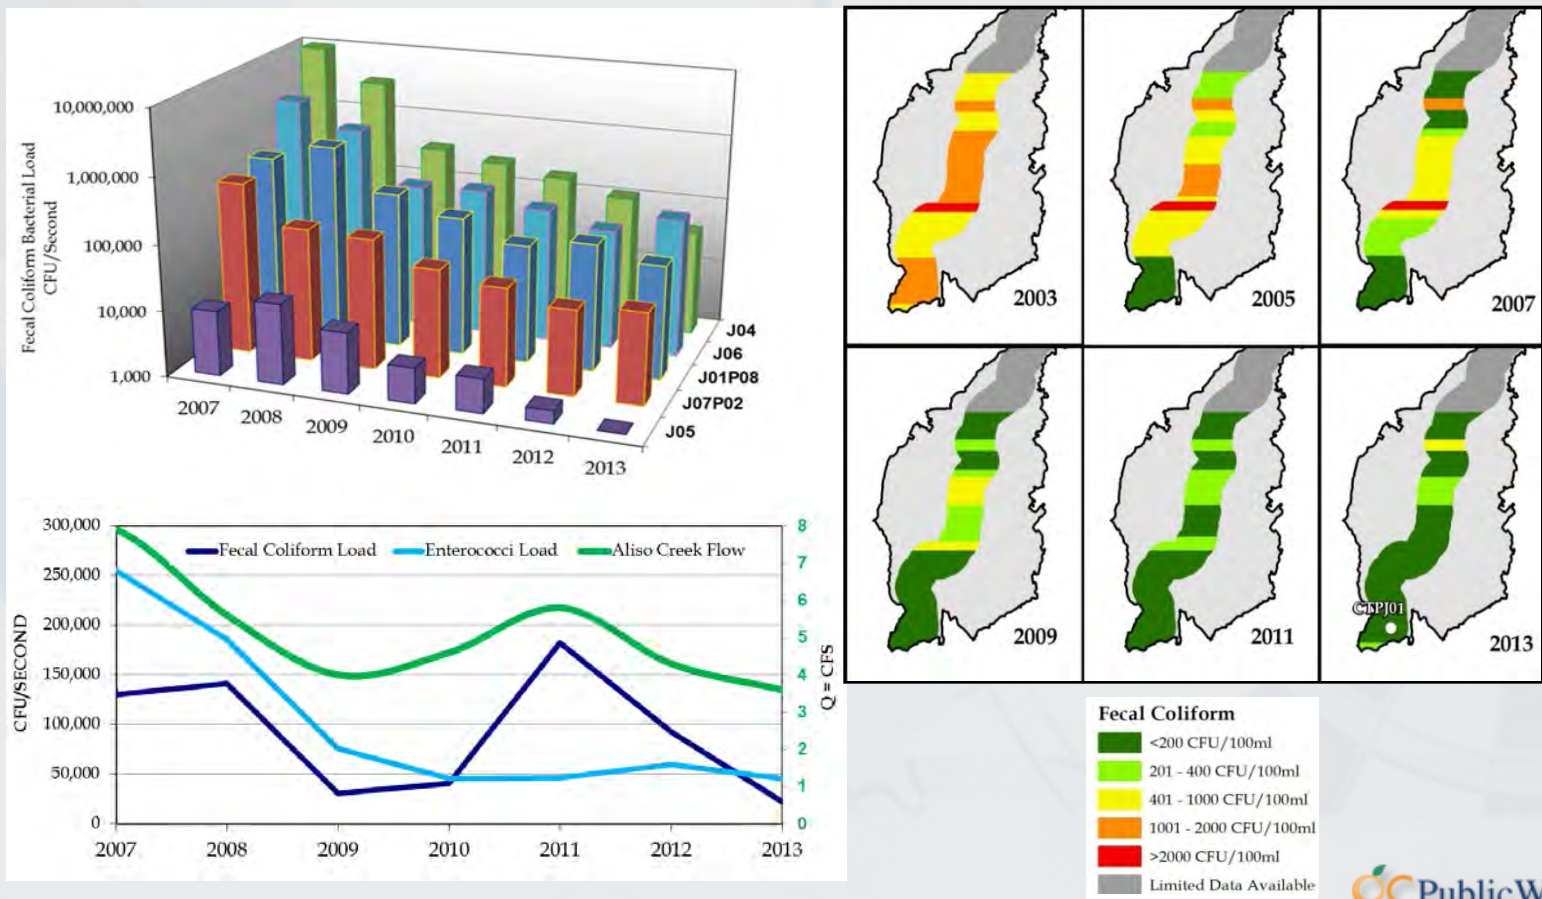 Fecal Coliform Bacterial Load
CFU/Second
10,000,000
1,000,000
100,000
10,000
1,000
2007
2008
2009
2010
2011
2012
2013
J04
J06
J01P08
J07P02
J05
CFU/SECOND
300,000
250,000
200,000
150,000
100,000
50,000
0
Fecal Coliform Load
Enterococci Load
Aliso Creek Flow
8
7
6
5
4
3
2
1
0
Q = CFS
2007
2008
2009
2010
2011
2012
2013
2003
2005
2007
2009
2011
J01
2013
Fecal Coliform
<200 CFU/100ml
201 - 400 CFU/100ml
401 - 1000 CFU/100ml
1001 - 2000 CFU/100ml
>2000 CFU/100ml
Limited Data Available
OC PublicW